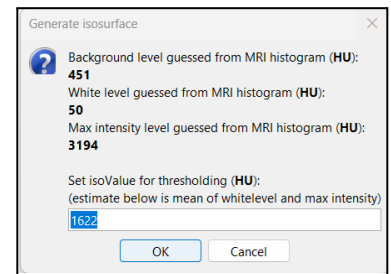 Generate isosurface
Background level guessed from MRI histogram (HU):
451
White level guessed from MRI histogram (HU):
50
Max intensity level guessed from MRI histogram (HU):
3194
Set isoValue for thresholding (HU):
(estimate below is mean of whitelevel and max intensity)
1622
OK Cancel